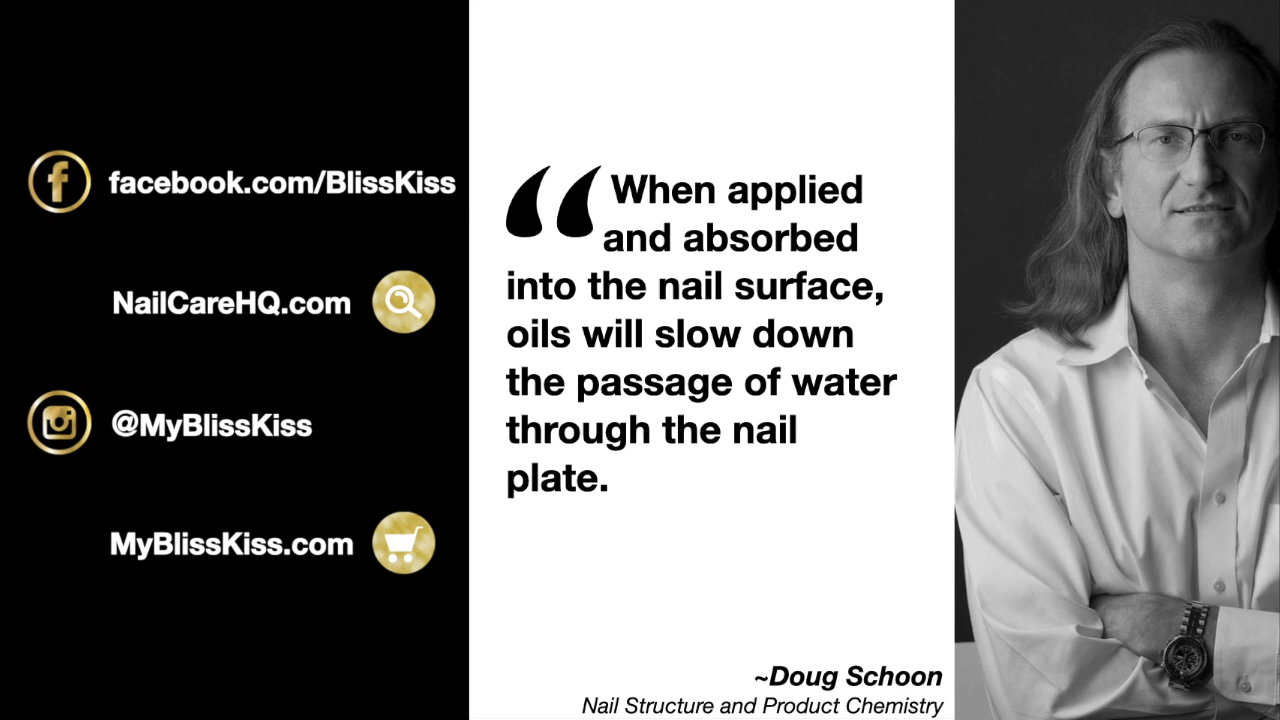 facebook.com/BlissKiss
NailCareHQ.com
@MyBlissKiss
MyBlissKiss.com
“When applied
and absorbed
into the nail surface,
oils will slow down
the passage of water
through the nail
plate.
~Doug Schoon
Nail Structure and Product Chemistry